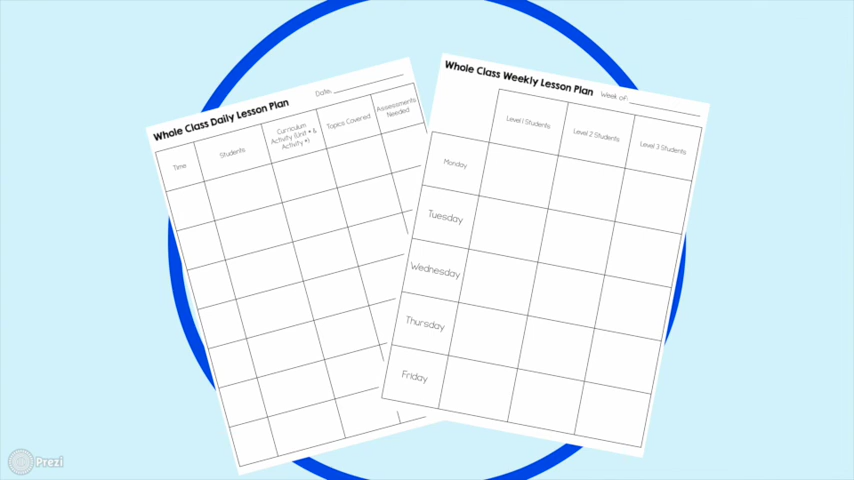 Whole Class Daily Lesson Plan
Date:
Time
Students
Curriculum
Activity (Unit # &
Activity #)
Topics Covered
Assessments
Needed
Whole Class Weekly Lesson Plan
Week of:
Level 1 Students
Level 2 Students
Level 3 Students
Monday
Tuesday
Wednesday
Thursday
Friday
Prezi